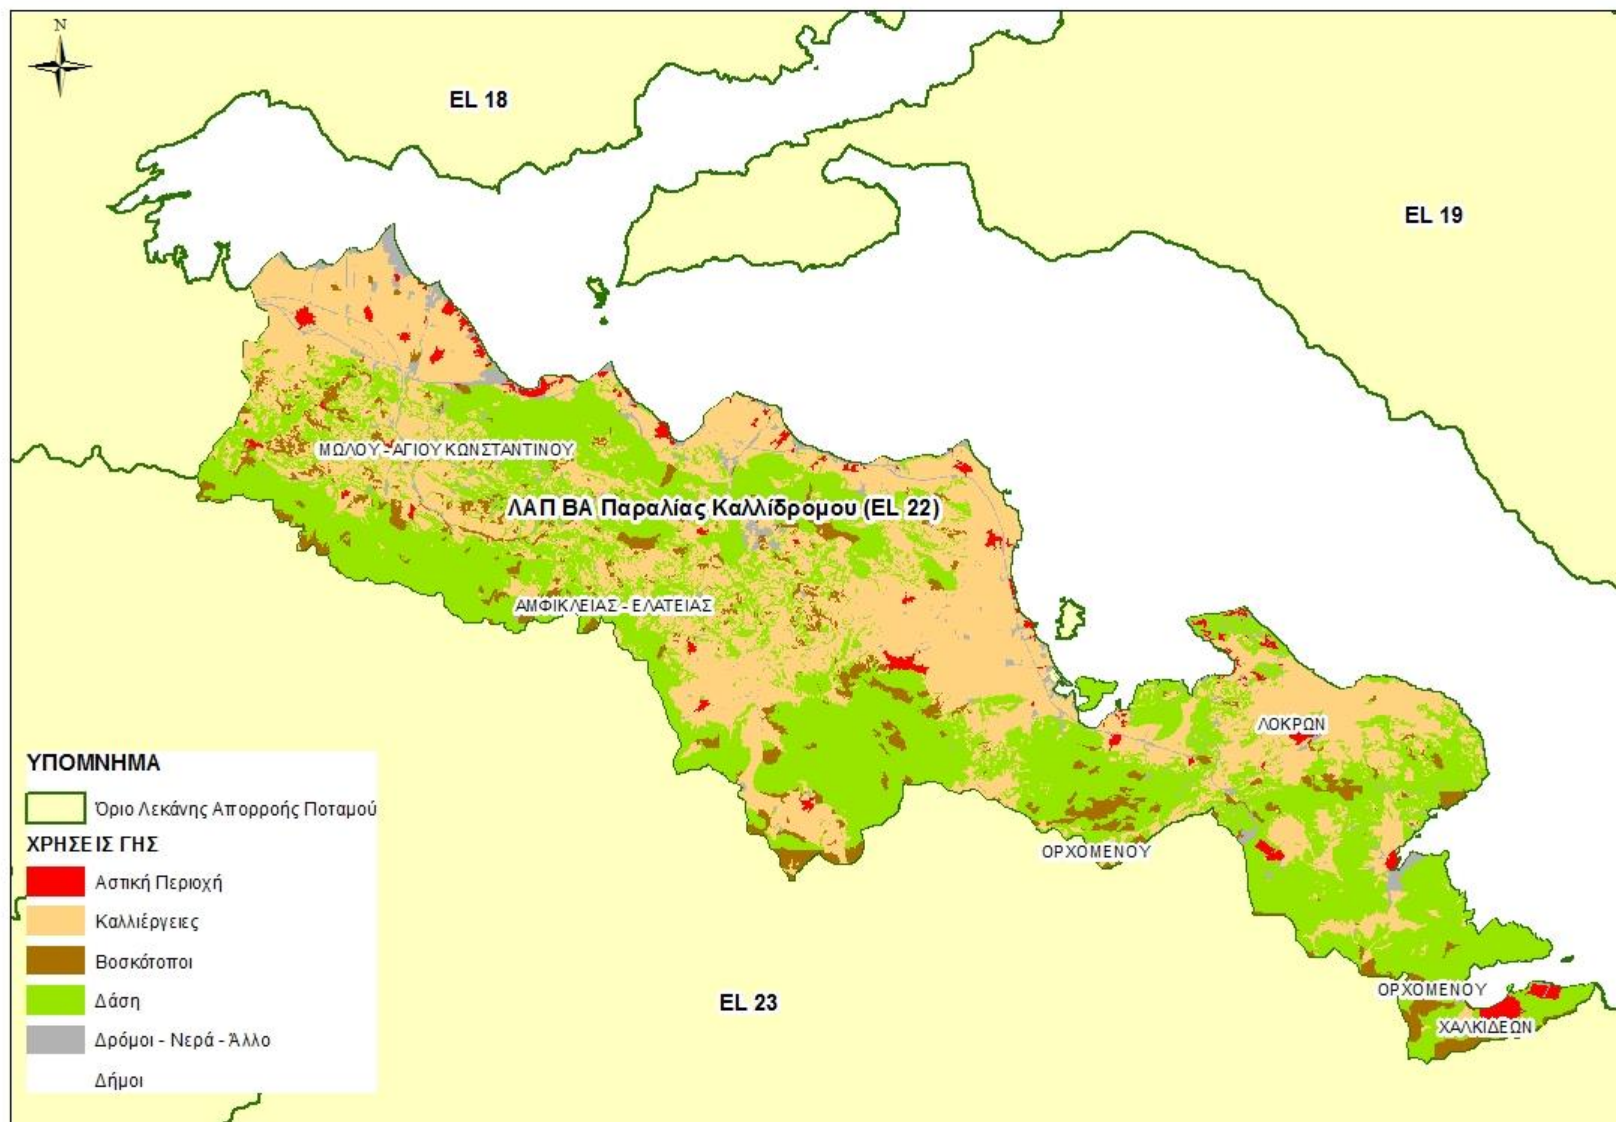 N
EL 18
EL 19
ΜΩΛΟΥ - ΑΓΙΟΥ ΚΩΝΣΤΑΝΤΙΝΟΥ
ΛΑΠ ΒΑ Παραλίας Καλλίδρομου (EL 22)
ΑΜΦΙΚΛΕΙΑΣ - ΕΛΑΤΕΙΑΣ
ΛΟΚΡΩΝ
ΟΡΧΟΜΕΝΟΥ
ΟΡΧΟΜΕΝΟΥ
ΧΑΛΚΙΔΕΩΝ
EL 23
ΥΠΟΜΝΗΜΑ
Όριο Λεκάνης Απορροής Ποταμού
ΧΡΗΣΕΙΣ ΓΗΣ
Αστική Περιοχή
Καλλιέργειες
Βοσκότοποι
Δάση
Δρόμοι - Νερά - Άλλο
Δήμοι